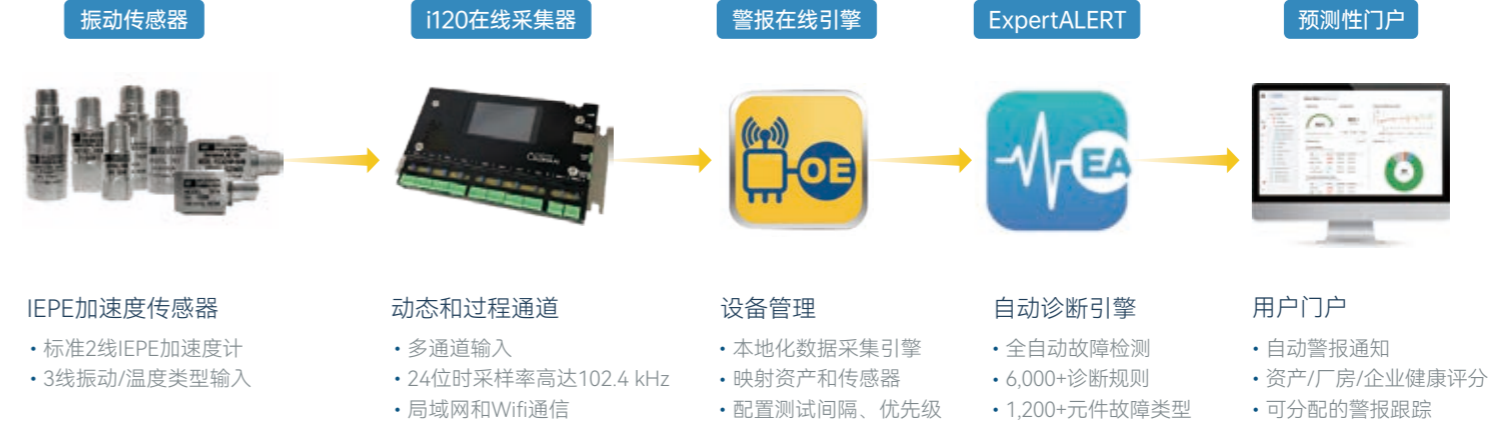 振动传感器
i120在线采集器
警报在线引擎
ExpertALERT
预测性门户
OE
EA
IEPE加速度传感器
• 标准2线IEPE加速度计
• 3线振动/温度类型输入
动态和过程通道
• 多通道输入
• 24位时采样率高达102.4 kHz
• 局域网和Wifi通信
设备管理
• 本地化数据采集引擎
• 映射资产和传感器
• 配置测试间隔、优先级
自动诊断引擎
• 全自动故障检测
• 6,000+诊断规则
• 1,200+元件故障类型
用户门户
• 自动警报通知
• 资产/厂房/企业健康评分
• 可分配的警报跟踪